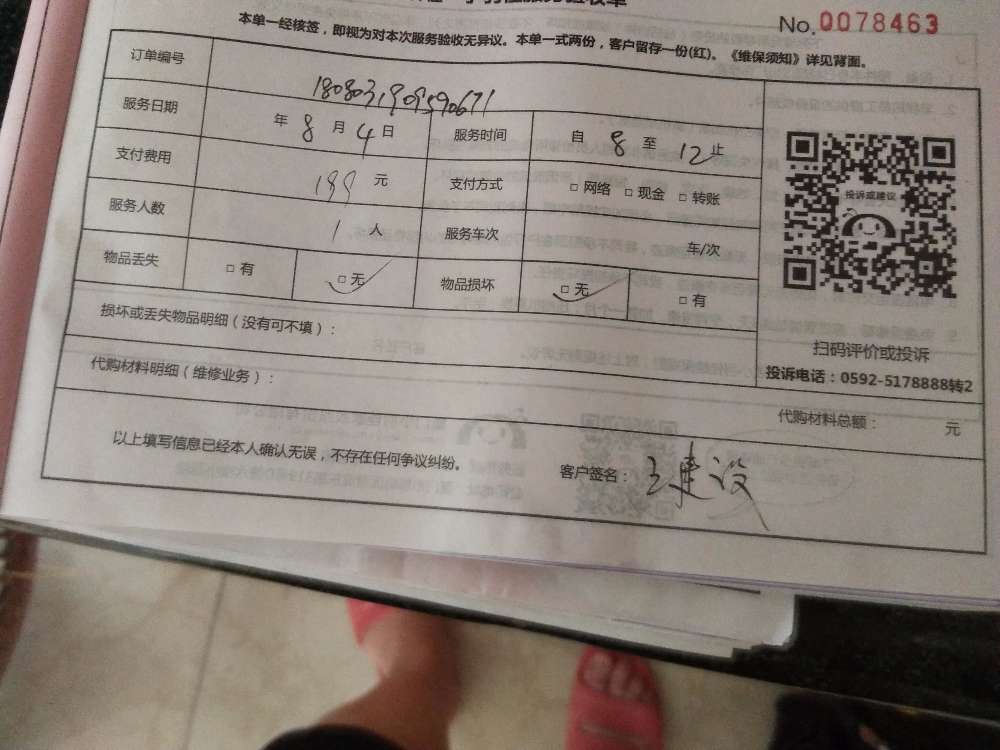 No.0078463
本单一经核签，即视为对本次服务验收无异议。本单一式两份，客户留存一份(红)。《维保须知》详见背面。
订单编号 1808031909590671
服务日期 年 8 月 4 日 服务时间 自 8 至 12 止
支付费用 199 元 支付方式 □ 网络 □ 现金 □ 转账
服务人数 1 人 服务车次 车/次
物品丢失 □ 有 □ 无 物品损坏 □ 无 □ 有
投诉或建议
扫码评价或投诉
投诉电话：0592-5178888转2
损坏或丢失物品明细（没有可不填）：
代购材料明细（维修业务）：
代购材料总额： 元
以上填写信息已经本人确认无误，不存在任何争议纠纷。
客户签名：王建设